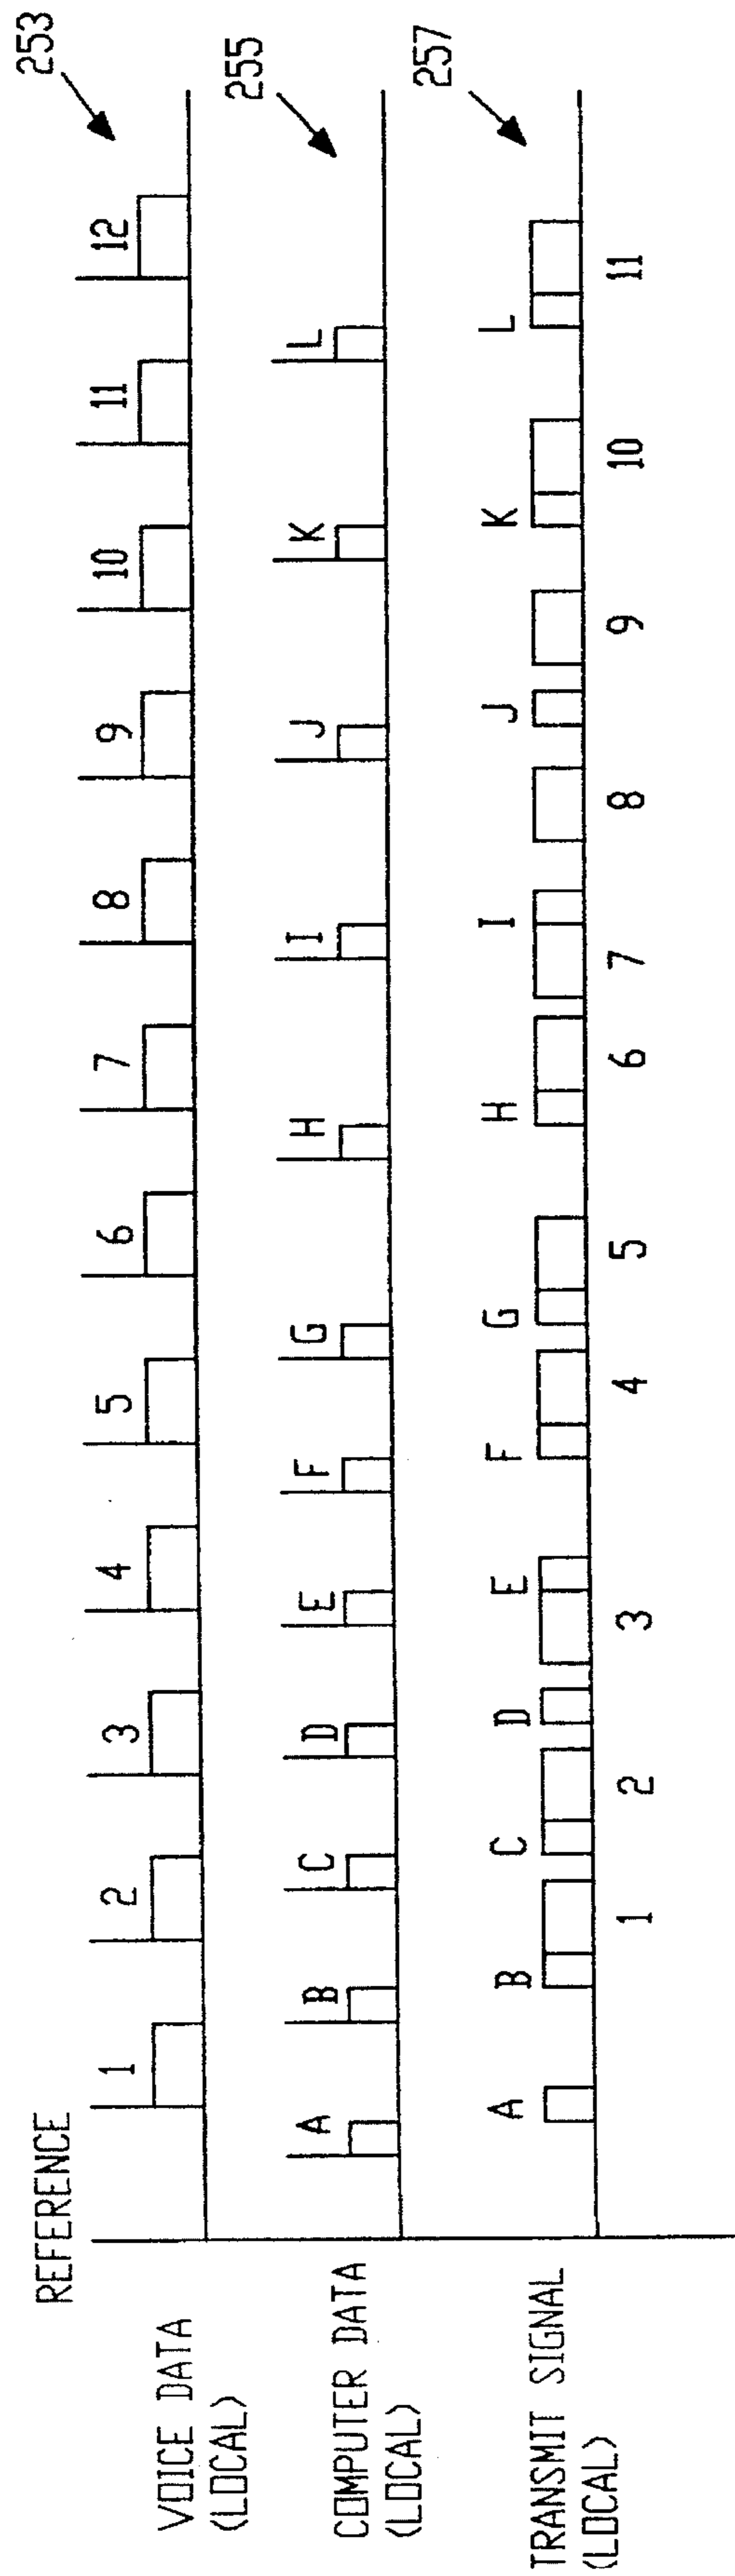 REFERENCE
253
VOICE DATA
(LOCAL)
1 2 3 4 5 6 7 8 9 10 11 12
255
COMPUTER DATA
(LOCAL)
A B C D E F G H I J K L
257
TRANSMIT SIGNAL
(LOCAL)
A B C D E F G H I J K L
1 2 3 4 5 6 7 8 9 10 11